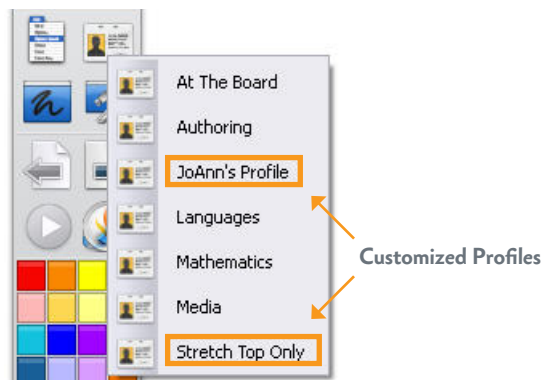 At The Board
Authoring
JoAnn's Profile
Languages
Mathematics
Media
Stretch Top Only
Customized Profiles